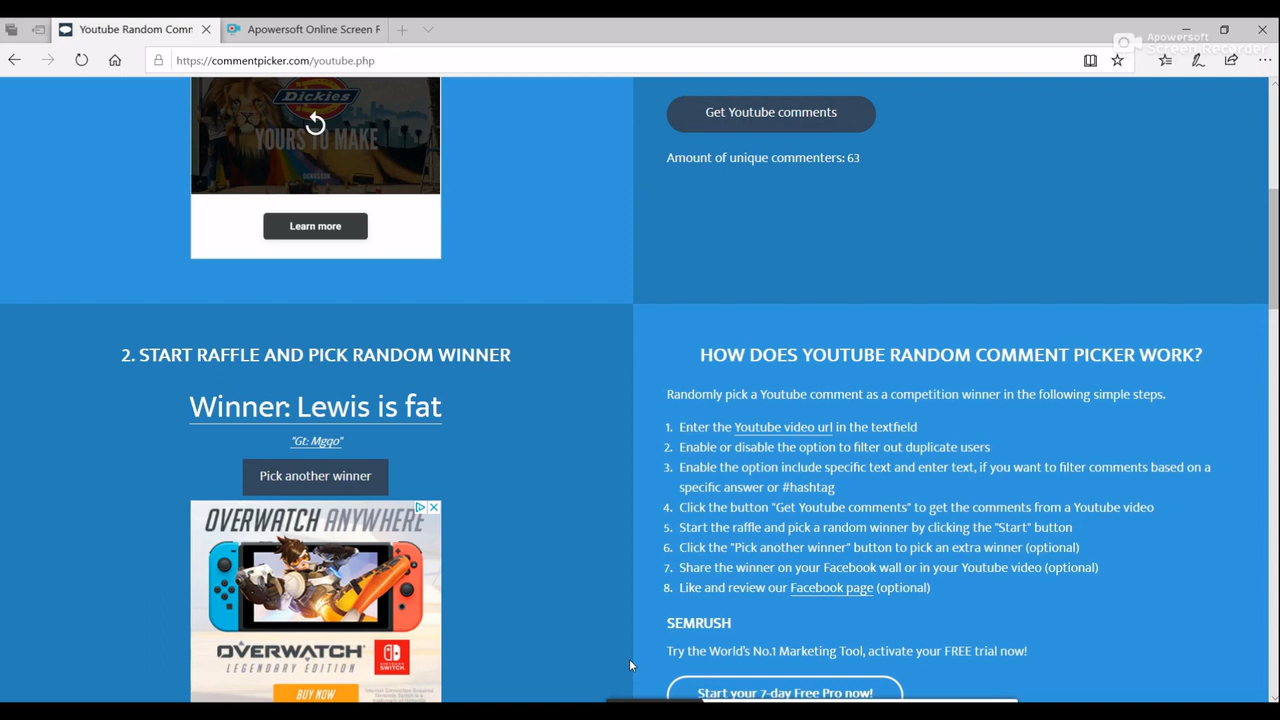 Youtube Random Comm
Apowersoft Online Screen R
https://commentpicker.com/youtube.php
Apowersoft
Screen Recorder
Dickies
YOURS TO MAKE
Learn more
Get Youtube comments
Amount of unique commenters: 63
2. START RAFFLE AND PICK RANDOM WINNER
Winner: Lewis is fat
"Gt: Mgqo"
Pick another winner
OVERWATCH ANYWHERE
OVERWATCH
LEGENDARY EDITION
NINTENDO
SWITCH
BUY NOW
HOW DOES YOUTUBE RANDOM COMMENT PICKER WORK?
Randomly pick a Youtube comment as a competition winner in the following simple steps.
1. Enter the Youtube video url in the textfield
2. Enable or disable the option to filter out duplicate users
3. Enable the option include specific text and enter text, if you want to filter comments based on a
specific answer or #hashtag
4. Click the button "Get Youtube comments" to get the comments from a Youtube video
5. Start the raffle and pick a random winner by clicking the "Start" button
6. Click the "Pick another winner" button to pick an extra winner (optional)
7. Share the winner on your Facebook wall or in your Youtube video (optional)
8. Like and review our Facebook page (optional)
SEMRUSH
Try the World's No.1 Marketing Tool, activate your FREE trial now!
Start your 7-day Free Pro now!